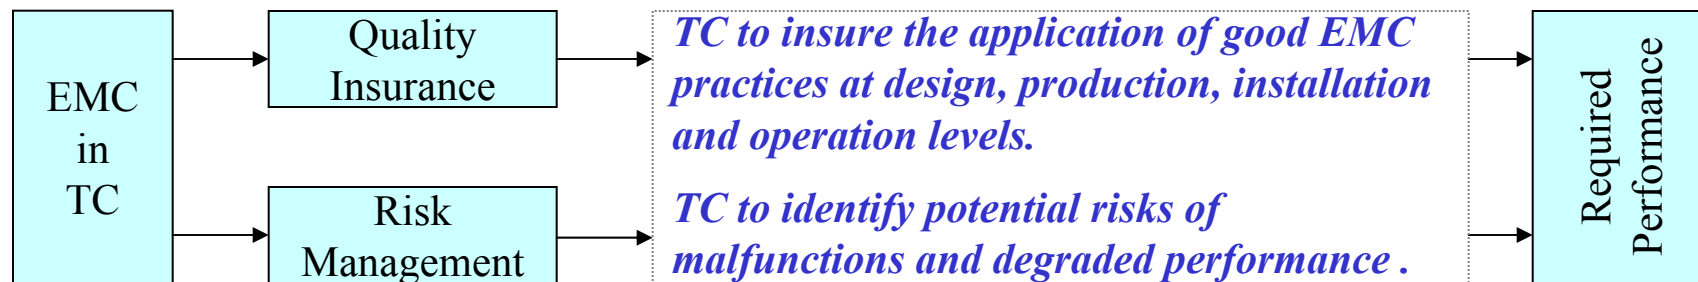 EMC
in
TC
Quality
Insurance
Risk
Management
TC to insure the application of good EMC
practices at design, production, installation
and operation levels.
TC to identify potential risks of
malfunctions and degraded performance .
Required
Performance